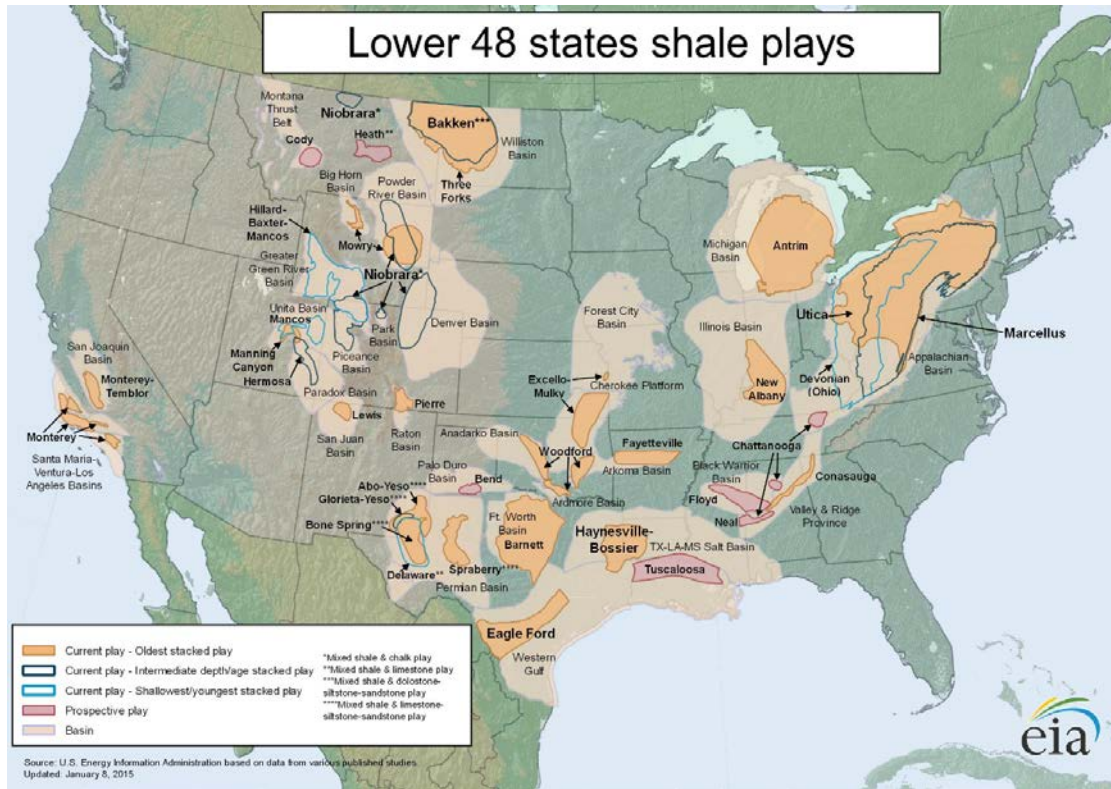 Lower 48 states shale plays
Montana
Thrust
Belt
Niobrara*
Bakken***
Cody
Heath**
Williston
Basin
Big Horn
Basin
Powder
River Basin
Three
Forks
Hillard-
Baxter-
Mancos
Mowry
Greater
Green River
Basin
Niobrara*
Michigan
Basin
Antrim
Unita Basin
Mancos
Park
Basin
Denver Basin
Forest City
Basin
Illinois Basin
Utica
Marcellus
San Joaquin
Basin
Manning
Canyon
Piceance
Basin
Hermosa
Appalachian
Basin
Devonian
(Ohio)
Monterey-
Temblor
Paradox Basin
Excello-
Mulky
Cherokee Platform
New
Albany
Lewis
Pierre
Monterey
San Juan
Basin
Raton
Basin
Anadarko Basin
Woodford
Fayetteville
Chattanooga
Santa Maria-
Ventura-Los
Angeles Basins
Palo Duro
Basin
Bend
Arkoma Basin
Black Warrior
Basin
Conasauga
Abo-Yeso****
Glorieta-Yeso****
Ardmore Basin
Floyd
Neal
Valley & Ridge
Province
Bone Spring****
Ft. Worth
Basin
Barnett
Haynesville-
Bossier
TX-LA-MS Salt Basin
Delaware**
Spraberry****
Permian Basin
Tuscaloosa
Eagle Ford
Western
Gulf
Current play - Oldest stacked play
Current play - Intermediate depth/age stacked play
Current play - Shallowest/youngest stacked play
Prospective play
Basin
*Mixed shale & chalk play
**Mixed shale & limestone play
***Mixed shale & dolostone-
siltstone-sandstone play
****Mixed shale & limestone-
siltstone-sandstone play
eia
Source: U.S. Energy Information Administration based on data from various published studies.
Updated: January 8, 2015